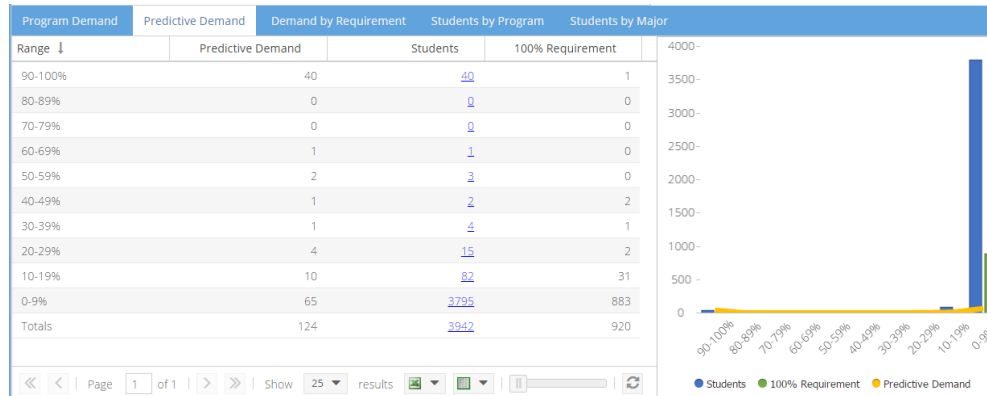 Program Demand Predictive Demand Demand by Requirement Students by Program Students by Major
Range ↓ Predictive Demand Students 100% Requirement
90-100% 40 40 1
80-89% 0 0 0
70-79% 0 0 0
60-69% 1 1 0
50-59% 2 3 0
40-49% 1 2 2
30-39% 1 4 1
20-29% 4 15 2
10-19% 10 82 31
0-9% 65 3795 883
Totals 124 3942 920
Page 1 of 1 Show 25 results
4000
3500
3000
2500
2000
1500
1000
500
0
90-100% 80-89% 70-79% 60-69% 50-59% 40-49% 30-39% 20-29% 10-19% 0-9
Students 100% Requirement Predictive Demand